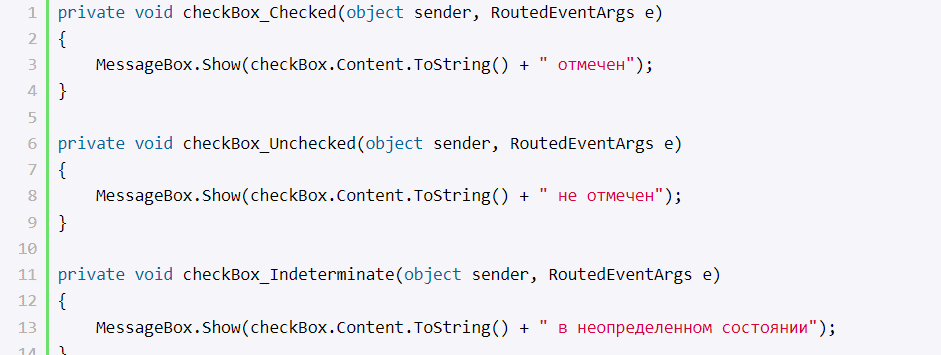 1 private void checkBox_Checked(object sender, RoutedEventArgs e)
2 {
3     MessageBox.Show(checkBox.Content.ToString() + " отмечен");
4 }
5
6 private void checkBox_Unchecked(object sender, RoutedEventArgs e)
7 {
8     MessageBox.Show(checkBox.Content.ToString() + " не отмечен");
9 }
10
11 private void checkBox_Indeterminate(object sender, RoutedEventArgs e)
12 {
13     MessageBox.Show(checkBox.Content.ToString() + " в неопределенном состоянии");
14 }